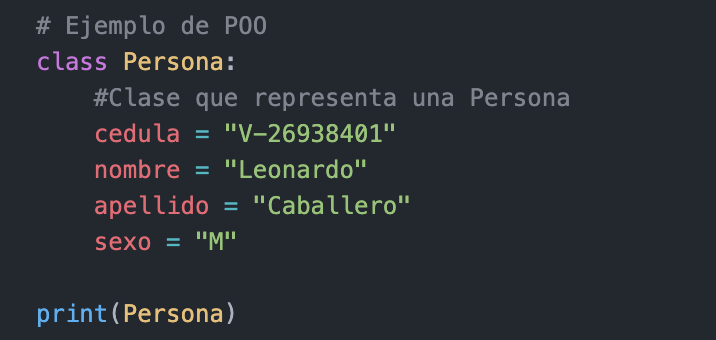 # Ejemplo de POO
class Persona:
    #Clase que representa una Persona
    cedula = "V-26938401"
    nombre = "Leonardo"
    apellido = "Caballero"
    sexo = "M"
print(Persona)